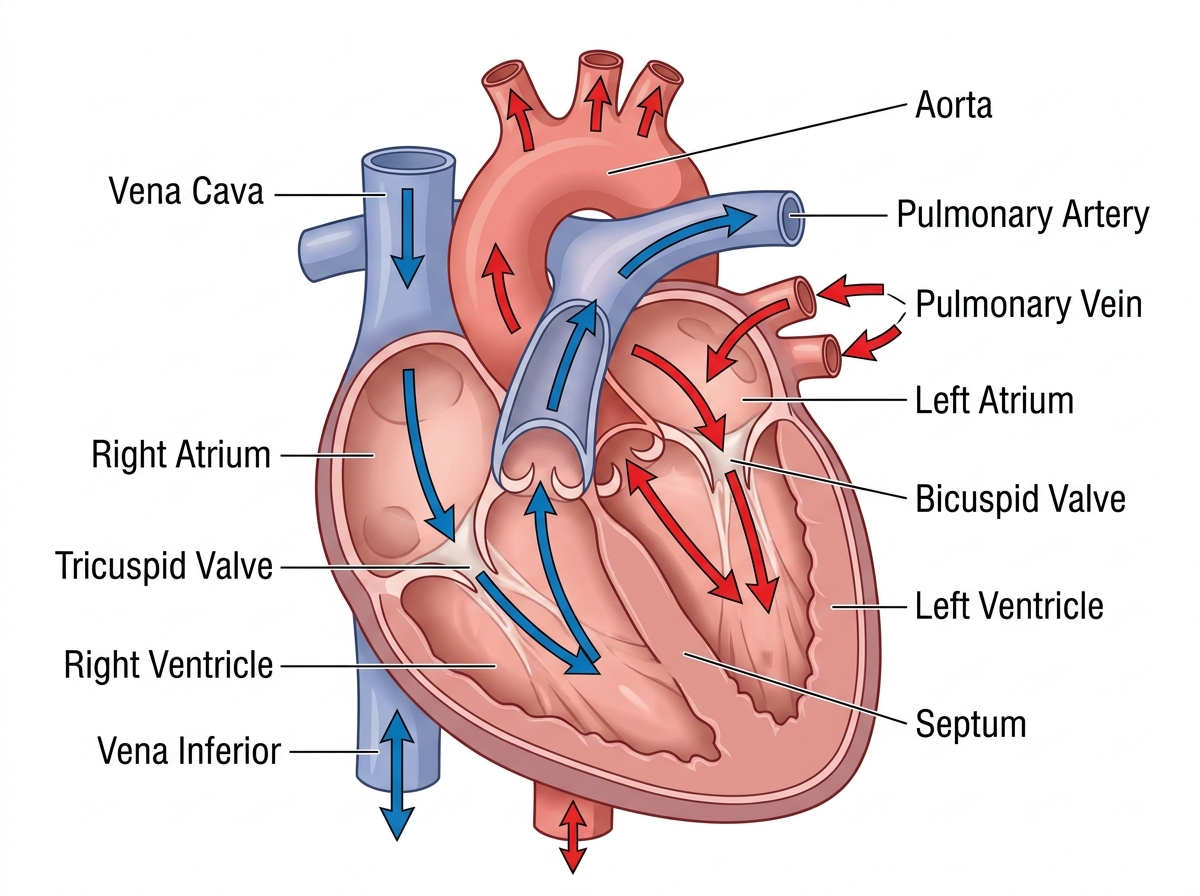 Aorta
Vena Cava
Pulmonary Artery
Pulmonary Vein
Left Atrium
Right Atrium
Bicuspid Valve
Tricuspid Valve
Left Ventricle
Right Ventricle
Septum
Vena Inferior